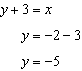 y + 3 = x
y = −2 − 3
y = −5